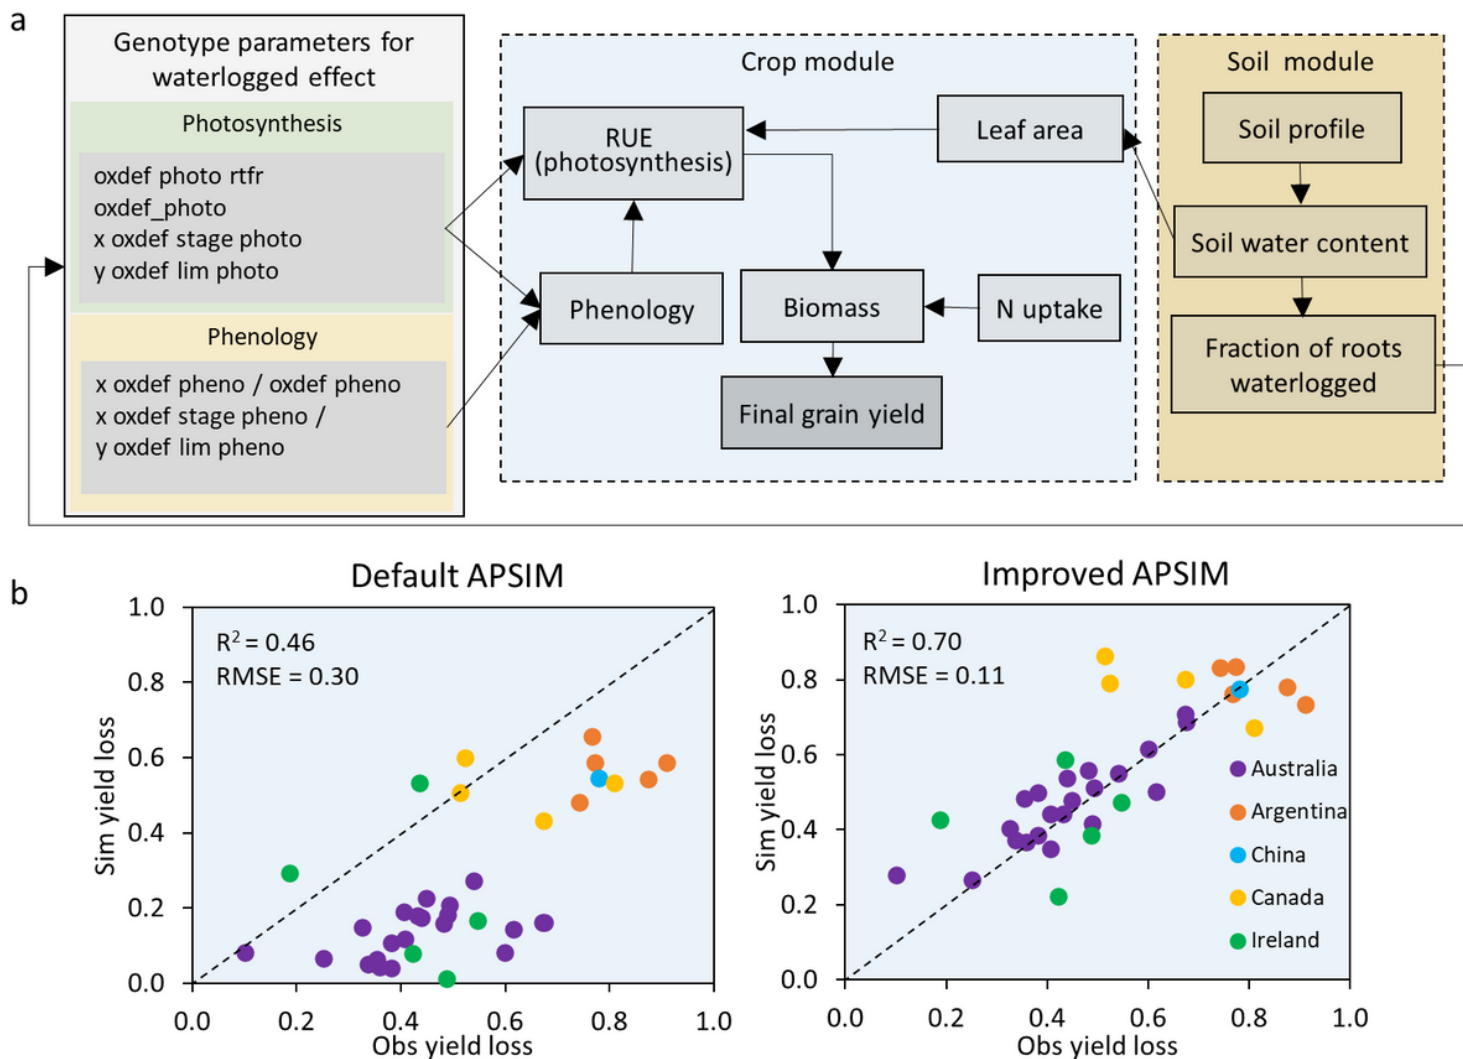 a
Genotype parameters for
waterlogged effect
Photosynthesis
oxdef photo rtfr
oxdef_photo
x oxdef stage photo
y oxdef lim photo
Phenology
x oxdef pheno / oxdef pheno
x oxdef stage pheno /
y oxdef lim pheno
Crop module
RUE
(photosynthesis)
Leaf area
Phenology
Biomass
N uptake
Final grain yield
Soil module
Soil profile
Soil water content
Fraction of roots
waterlogged
b
Default APSIM
R² = 0.46
RMSE = 0.30
Sim yield loss
1.0
0.8
0.6
0.4
0.2
0.0
0.0 0.2 0.4 0.6 0.8 1.0
Obs yield loss
Improved APSIM
R² = 0.70
RMSE = 0.11
Sim yield loss
1.0
0.8
0.6
0.4
0.2
0.0
Australia
Argentina
China
Canada
Ireland
0.0 0.2 0.4 0.6 0.8 1.0
Obs yield loss